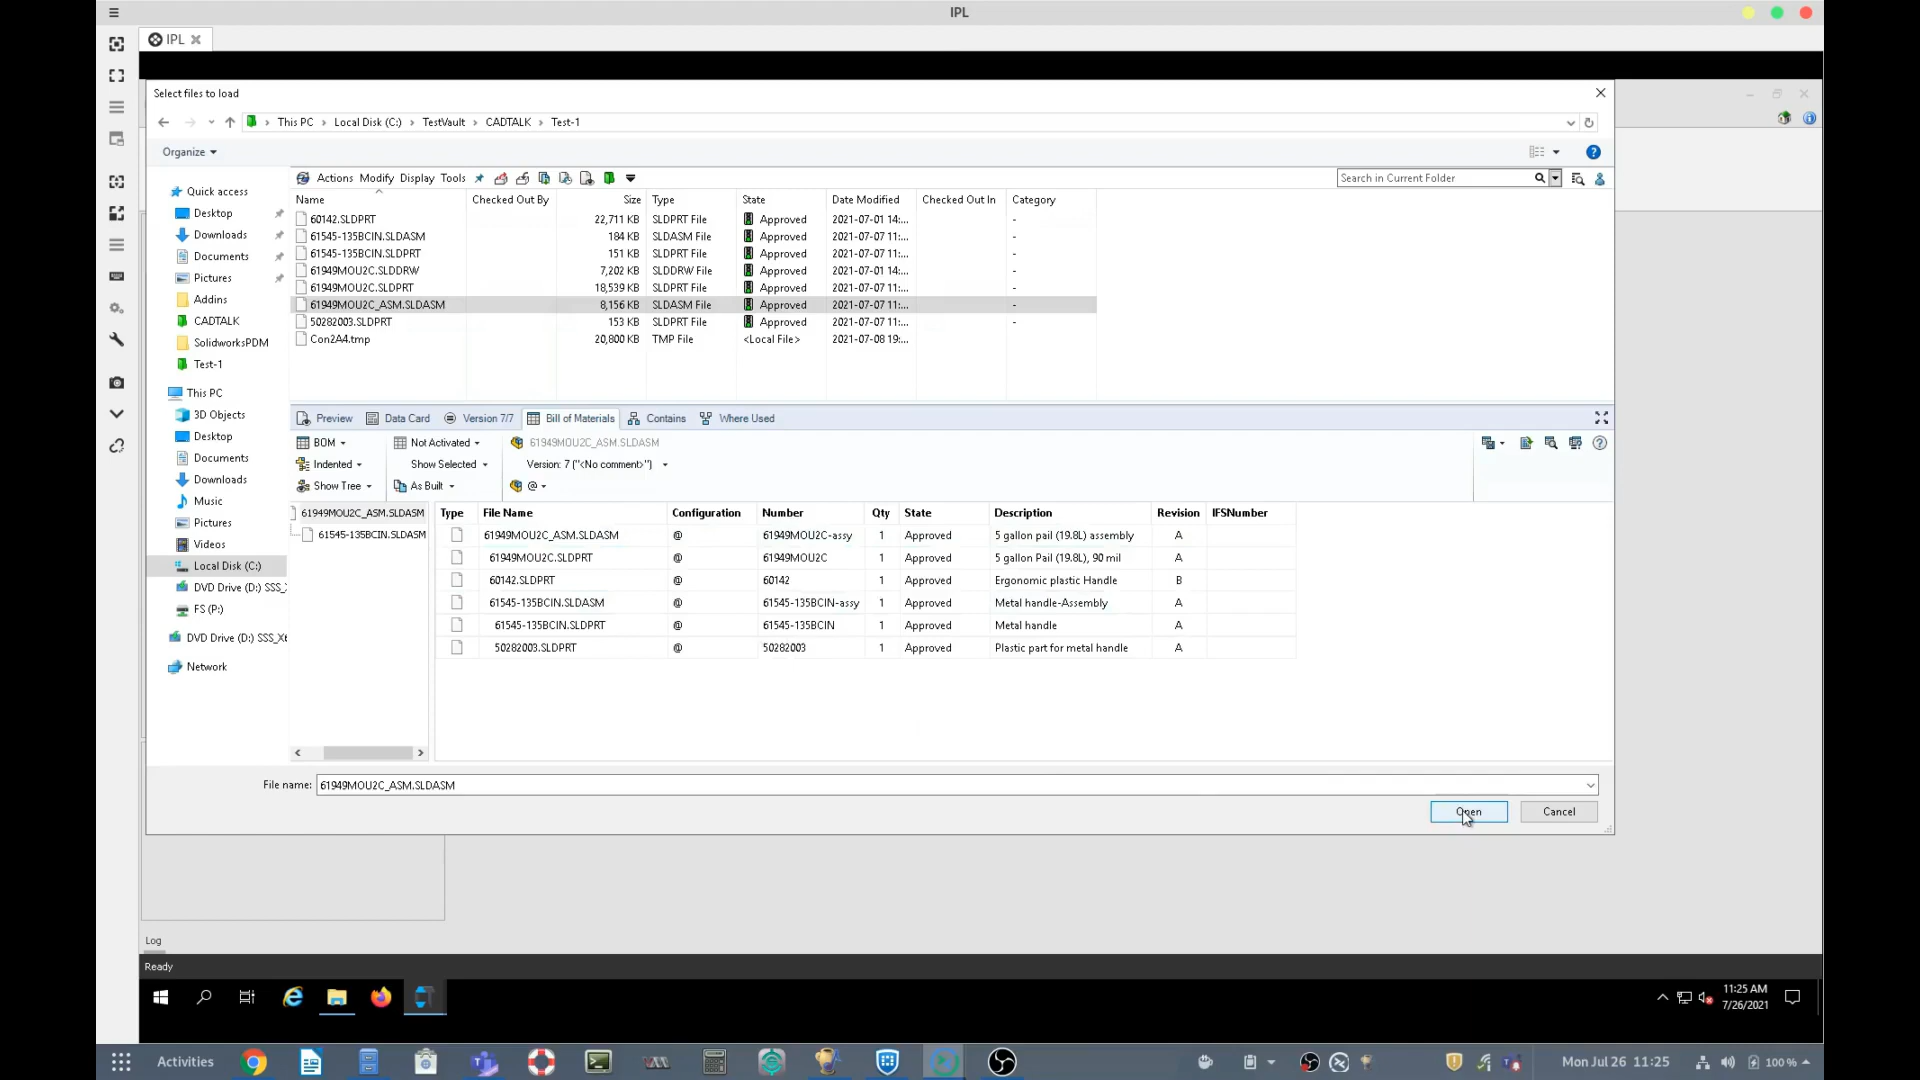 IPL
IPL
Select files to load
This PC > Local Disk (C:) > TestVault > CADTALK > Test-1
Organize
Actions Modify Display Tools
Search in Current Folder
Quick access
Desktop
Downloads
Documents
Pictures
Addins
CADTALK
SolidworksPDM
Test-1
This PC
3D Objects
Desktop
Documents
Downloads
Music
Pictures
Videos
Local Disk (C:)
DVD Drive (D:) SSS_
FS (P:)
DVD Drive (D:) SSS_X6
Network
Name Checked Out By Size Type State Date Modified Checked Out In Category
60142.SLDPRT 22,711 KB SLDPRT File Approved 2021-07-01 14:... -
61545-135BCIN.SLDASM 184 KB SLDASM File Approved 2021-07-07 11:... -
61545-135BCIN.SLDPRT 151 KB SLDPRT File Approved 2021-07-07 11:... -
61949MOU2C.SLDDRW 7,202 KB SLDDRW File Approved 2021-07-01 14:... -
61949MOU2C.SLDPRT 18,539 KB SLDPRT File Approved 2021-07-07 11:... -
61949MOU2C_ASM.SLDASM 8,156 KB SLDASM File Approved 2021-07-07 11:... -
50282003.SLDPRT 153 KB SLDPRT File Approved 2021-07-07 11:... -
Con2A4.tmp 20,800 KB TMP File <Local File> 2021-07-08 19:...
Preview Data Card Version 7/7 Bill of Materials Contains Where Used
BOM Not Activated 61949MOU2C_ASM.SLDASM
Indented Show Selected Version: 7 ("<No comment>")
Show Tree As Built @
61949MOU2C_ASM.SLDASM
61545-135BCIN.SLDASM
Type File Name Configuration Number Qty State Description Revision IFSNumber
61949MOU2C_ASM.SLDASM @ 61949MOU2C-assy 1 Approved 5 gallon pail (19.8L) assembly A
61949MOU2C.SLDPRT @ 61949MOU2C 1 Approved 5 gallon Pail (19.8L), 90 mil A
60142.SLDPRT @ 60142 1 Approved Ergonomic plastic Handle B
61545-135BCIN.SLDASM @ 61545-135BCIN-assy 1 Approved Metal handle-Assembly A
61545-135BCIN.SLDPRT @ 61545-135BCIN 1 Approved Metal handle A
50282003.SLDPRT @ 50282003 1 Approved Plastic part for metal handle A
File name: 61949MOU2C_ASM.SLDASM
Open Cancel
Log
Ready
11:25 AM
7/26/2021
Activities
Mon Jul 26 11:25
100 %